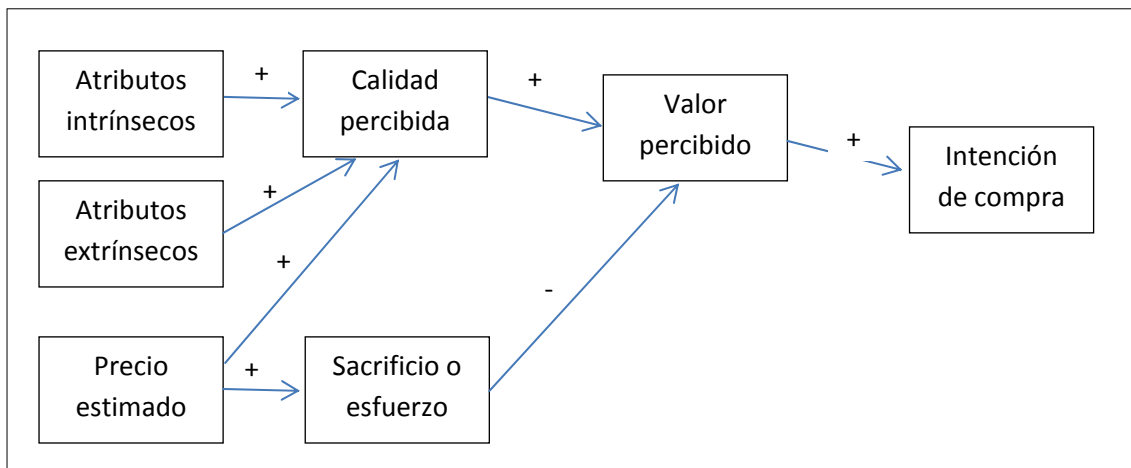 Atributos
intrínsecos
+
Calidad
percibida
+
Valor
percibido
+
Intención
de compra
Atributos
extrínsecos
+
+
-
Precio
estimado
+
Sacrificio o
esfuerzo